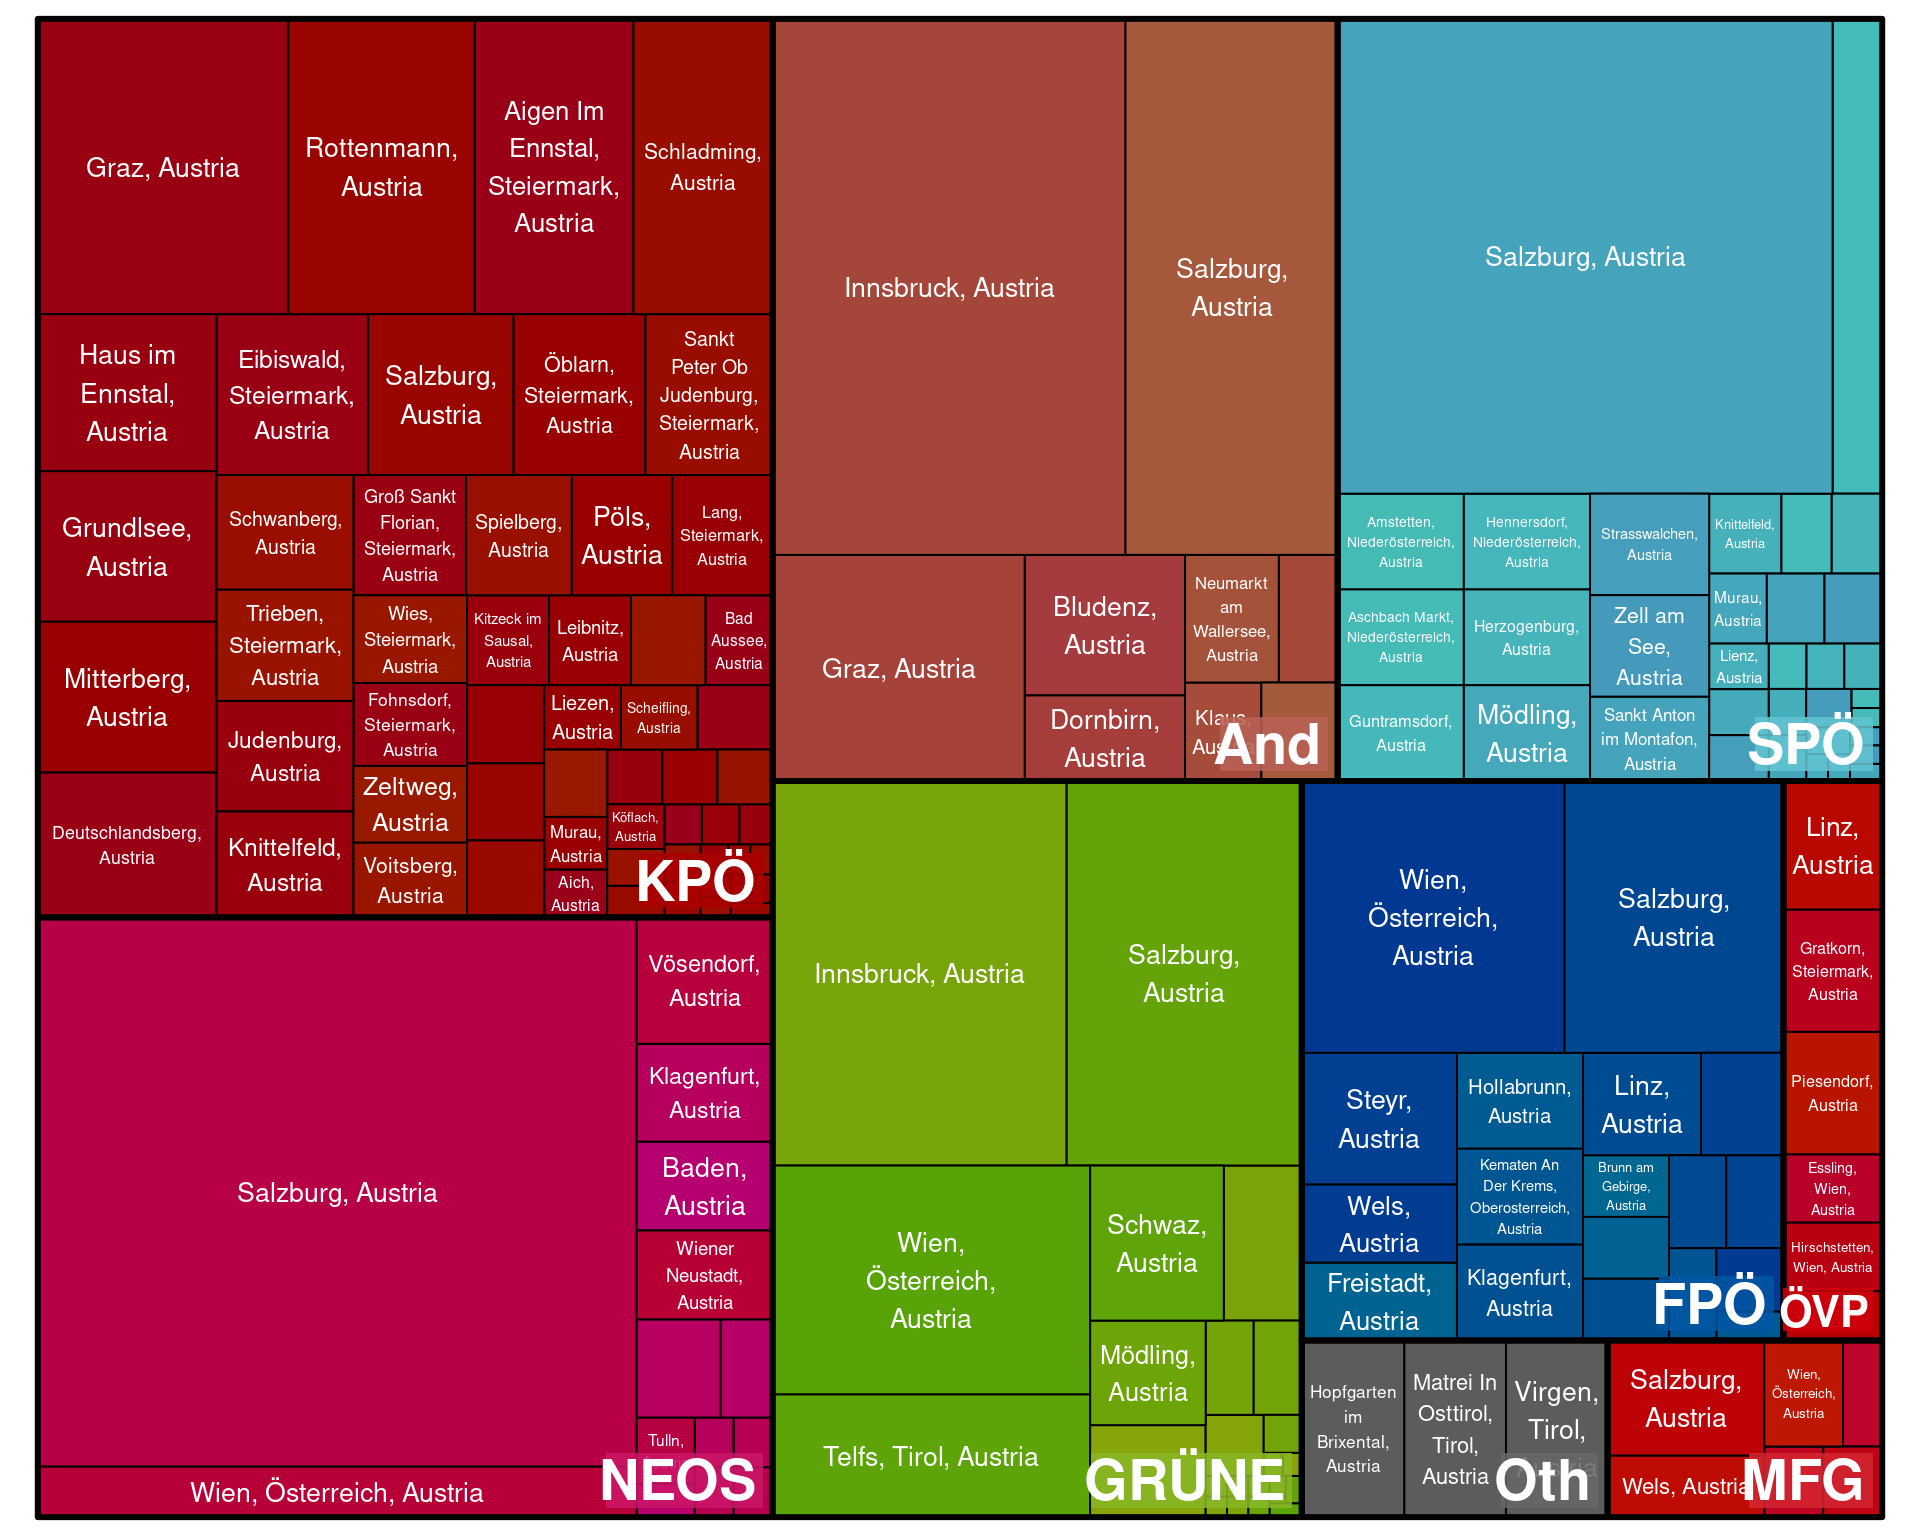 Graz, Austria
Rottenmann,
Austria
Aigen Im
Ennstal,
Steiermark,
Austria
Schladming,
Austria
Haus im
Ennstal,
Austria
Eibiswald,
Steiermark,
Austria
Salzburg,
Austria
Öblarn,
Steiermark,
Austria
Sankt
Peter Ob
Judenburg,
Steiermark,
Austria
Grundlsee,
Austria
Schwanberg,
Austria
Groß Sankt
Florian,
Steiermark,
Austria
Spielberg,
Austria
Pöls,
Austria
Lang,
Steiermark,
Austria
Mitterberg,
Austria
Trieben,
Steiermark,
Austria
Wies,
Steiermark,
Austria
Kitzeck im
Sausal,
Austria
Leibnitz,
Austria
Bad
Aussee,
Austria
Judenburg,
Austria
Fohnsdorf,
Steiermark,
Austria
Liezen,
Austria
Scheifling,
Austria
Deutschlandsberg,
Austria
Knittelfeld,
Austria
Zeltweg,
Austria
Voitsberg,
Austria
Murau,
Austria
Köflach,
Austria
Aich,
Austria
KPÖ
Salzburg, Austria
Vösendorf,
Austria
Klagenfurt,
Austria
Baden,
Austria
Wiener
Neustadt,
Austria
Tulln,
Wien, Österreich, Austria
NEOS
Innsbruck, Austria
Salzburg,
Austria
Graz, Austria
Bludenz,
Austria
Dornbirn,
Austria
Neumarkt
am
Wallersee,
Austria
Klaus,
And
Salzburg, Austria
Amstetten,
Niederösterreich,
Austria
Hennersdorf,
Niederösterreich,
Austria
Strasswalchen,
Austria
Knittelfeld,
Austria
Aschbach Markt,
Niederösterreich,
Austria
Herzogenburg,
Austria
Zell am
See,
Austria
Murau,
Austria
Lienz,
Austria
Guntramsdorf,
Austria
Mödling,
Austria
Sankt Anton
im Montafon,
Austria
SPÖ
Innsbruck, Austria
Salzburg,
Austria
Wien,
Österreich,
Austria
Schwaz,
Austria
Mödling,
Austria
Telfs, Tirol, Austria
GRÜNE
Wien,
Österreich,
Austria
Salzburg,
Austria
Steyr,
Austria
Hollabrunn,
Austria
Linz,
Austria
Wels,
Austria
Kematen An
Der Krems,
Oberosterreich,
Austria
Brunn am
Gebirge,
Austria
Freistadt,
Austria
Klagenfurt,
Austria
FPÖ
Linz,
Austria
Gratkorn,
Steiermark,
Austria
Piesendorf,
Austria
Essling,
Wien,
Austria
Hirschstetten,
Wien, Austria
ÖVP
Hopfgarten
im
Brixental,
Austria
Matrei In
Osttirol,
Tirol,
Austria
Virgen,
Tirol,
Austria
Oth
Salzburg,
Austria
Wien,
Österreich,
Austria
Wels, Austria
MFG